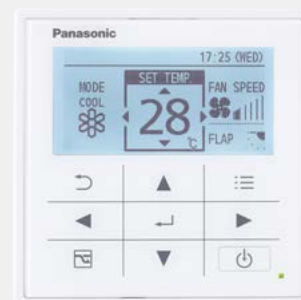 Panasonic
17:25 (WED)
MODE
COOL
SET TEMP.
28
°C
FAN SPEED
FLAP